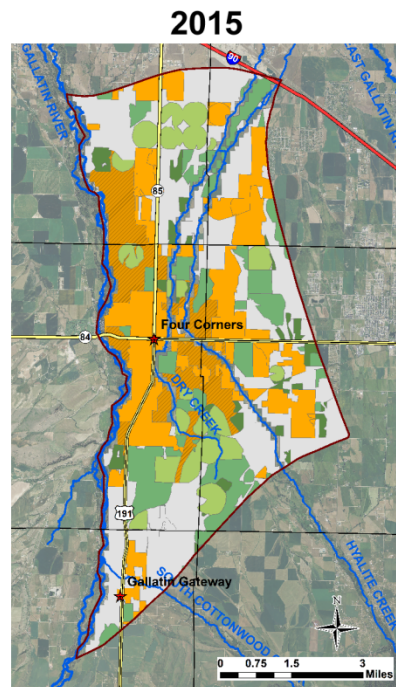 2015
90
GALLATIN RIVER
EAST GALLATIN RI
85
84
Four Corners
DRY CREEK
191
Gallatin Gateway
SOUTH COTTONWOOD
HYALITE CREEK
N
0 0.75 1.5 3
Miles